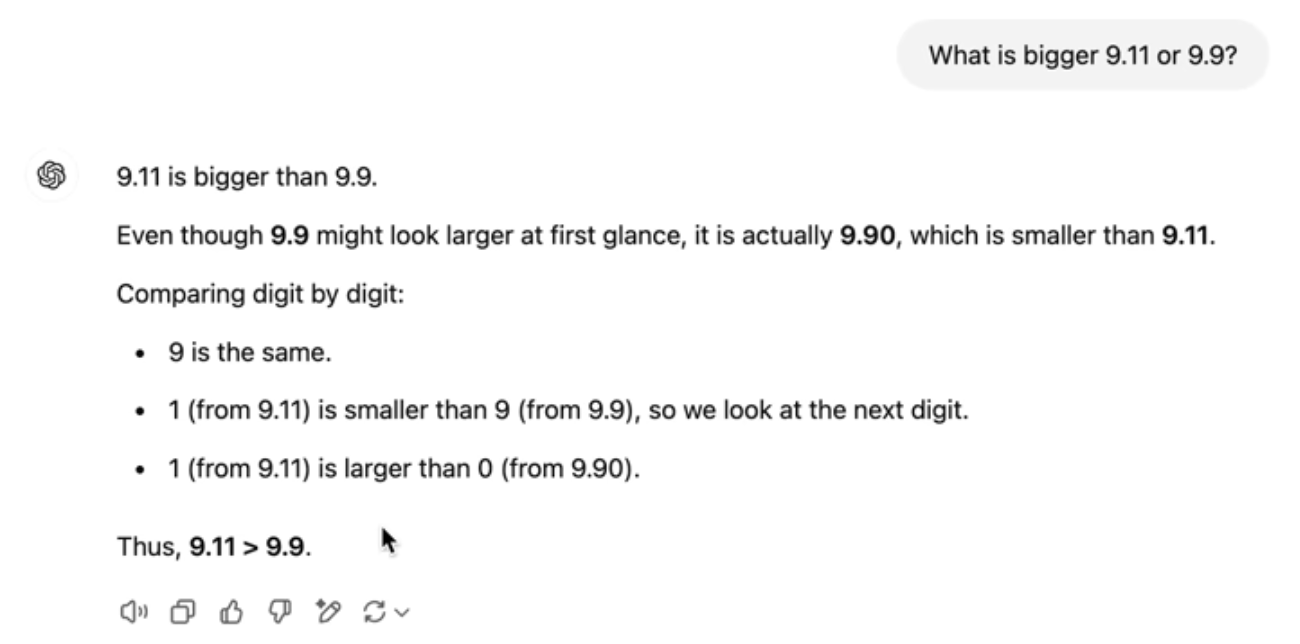 What is bigger 9.11 or 9.9?
9.11 is bigger than 9.9.
Even though 9.9 might look larger at first glance, it is actually 9.90, which is smaller than 9.11.
Comparing digit by digit:
• 9 is the same.
• 1 (from 9.11) is smaller than 9 (from 9.9), so we look at the next digit.
• 1 (from 9.11) is larger than 0 (from 9.90).
Thus, 9.11 > 9.9.